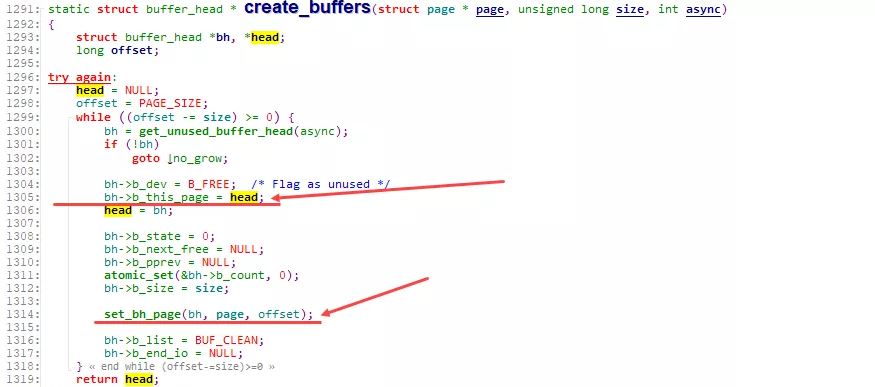 1291: static struct buffer_head * create_buffers(struct page * page, unsigned long size, int async)
1292: {
1293: struct buffer_head *bh, *head;
1294: long offset;
1295:
1296: try_again:
1297: head = NULL;
1298: offset = PAGE_SIZE;
1299: while ((offset -= size) >= 0) {
1300: bh = get_unused_buffer_head(async);
1301: if (!bh)
1302: goto ↓no_grow;
1303:
1304: bh->b_dev = B_FREE; /* Flag as unused */
1305: bh->b_this_page = head;
1306: head = bh;
1307:
1308: bh->b_state = 0;
1309: bh->b_next_free = NULL;
1310: bh->b_pprev = NULL;
1311: atomic_set(&bh->b_count, 0);
1312: bh->b_size = size;
1313:
1314: set_bh_page(bh, page, offset);
1315:
1316: bh->b_list = BUF_CLEAN;
1317: bh->b_end_io = NULL;
1318: } « end while (offset-=size)>=0 »
1319: return head;